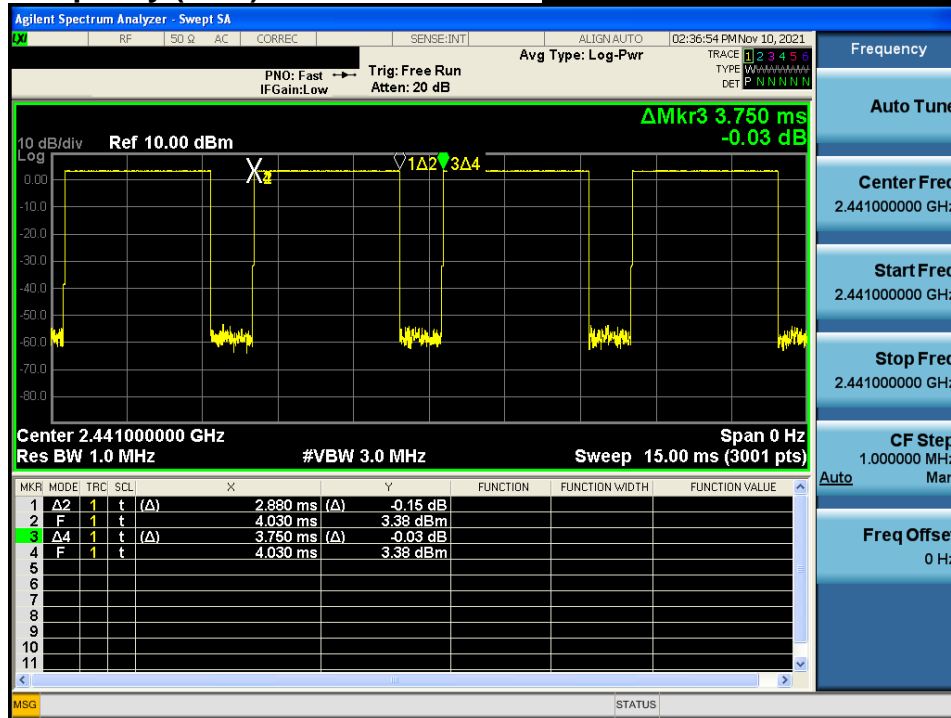 Agilent Spectrum Analyzer - Swept SA
LXI RF 50 Ω AC CORREC SENSE:INT ALIGN AUTO 02:36:54 PM Nov 10, 2021
Avg Type: Log-Pwr TRACE 1 2 3 4 5 6
PNO: Fast Trig: Free Run TYPE WWWWWW
IFGain:Low Atten: 20 dB DET P N N N N N
Frequency
Auto Tune
ΔMkr3 3.750 ms
-0.03 dB
10 dB/div Ref 10.00 dBm
Log
0.00
-10.0
-20.0
-30.0
-40.0
-50.0
-60.0
-70.0
-80.0
1Δ2 3Δ4
Center 2.441000000 GHz Span 0 Hz
Res BW 1.0 MHz #VBW 3.0 MHz Sweep 15.00 ms (3001 pts)
Center Freq
2.441000000 GHz
Start Freq
2.441000000 GHz
Stop Freq
2.441000000 GHz
CF Step
1.000000 MHz
Auto Man
Freq Offset
0 Hz
MKR MODE TRC SCL X Y FUNCTION FUNCTION WIDTH FUNCTION VALUE
1 Δ2 1 t (Δ) 2.880 ms (Δ) -0.15 dB
2 F 1 t 4.030 ms 3.38 dBm
3 Δ4 1 t (Δ) 3.750 ms (Δ) -0.03 dB
4 F 1 t 4.030 ms 3.38 dBm
5
6
7
8
9
10
11
MSG STATUS